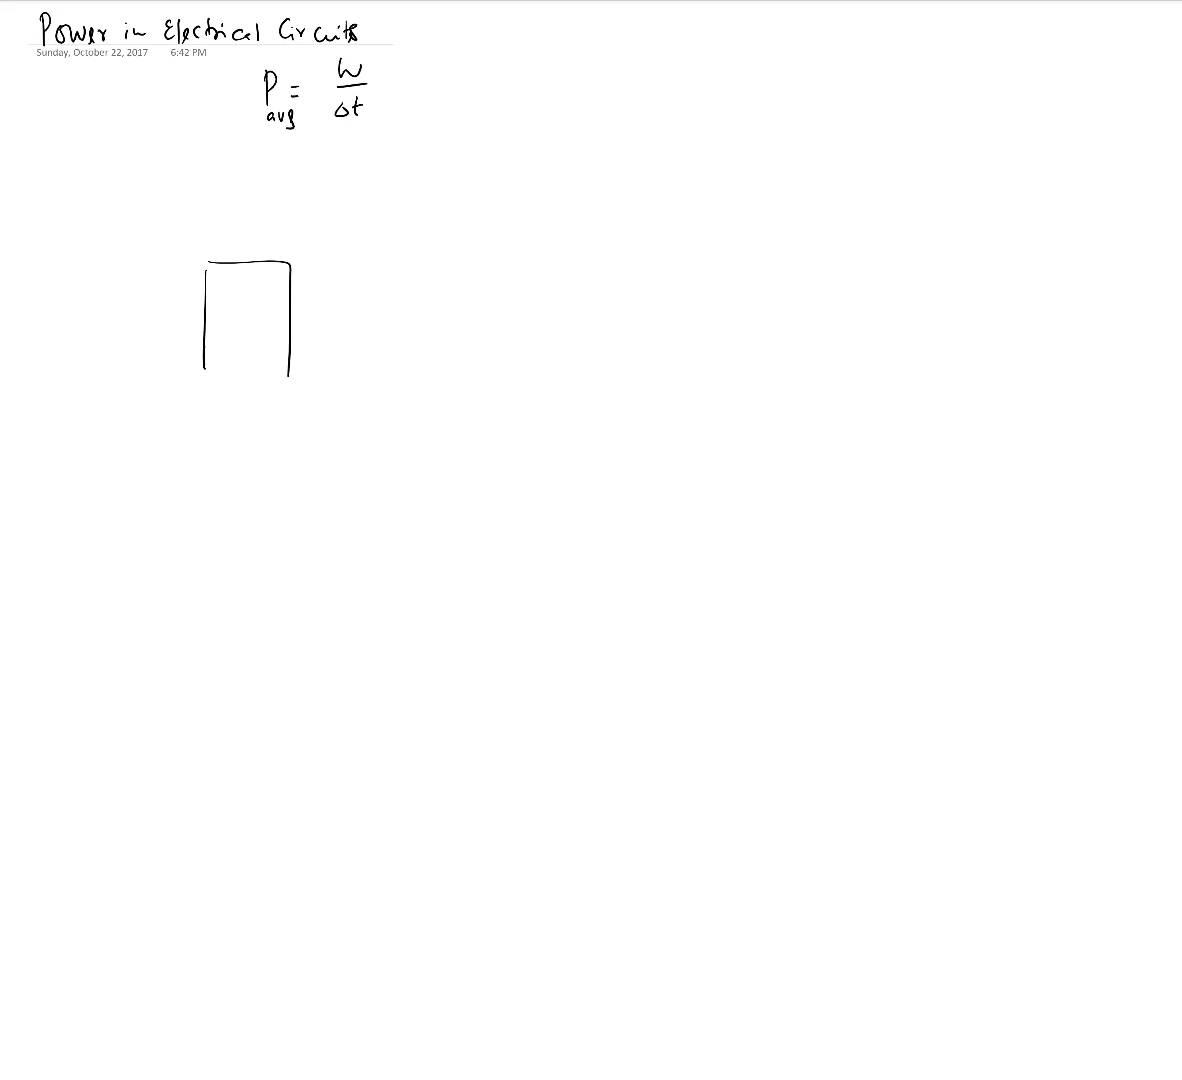 Power in Electrical Circuits
Sunday, October 22, 2017 6:42 PM
P avg = W / Δt